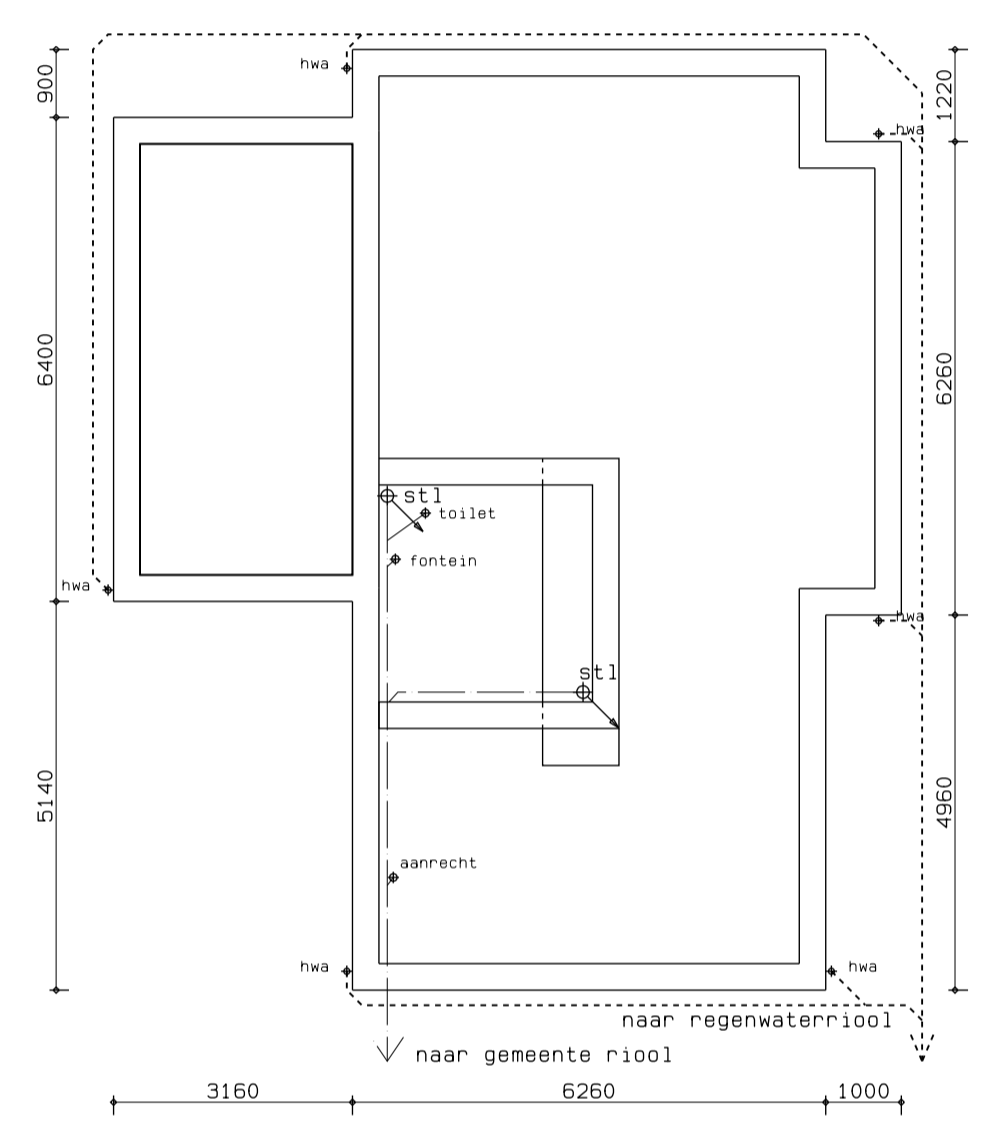 hwa
900
1220
hwa
6400
6260
stl
toilet
fontein
hwa
hwa
stl
5140
4960
aanrecht
hwa
hwa
naar regenwaterriool
naar gemeente riool
3160
6260
1000